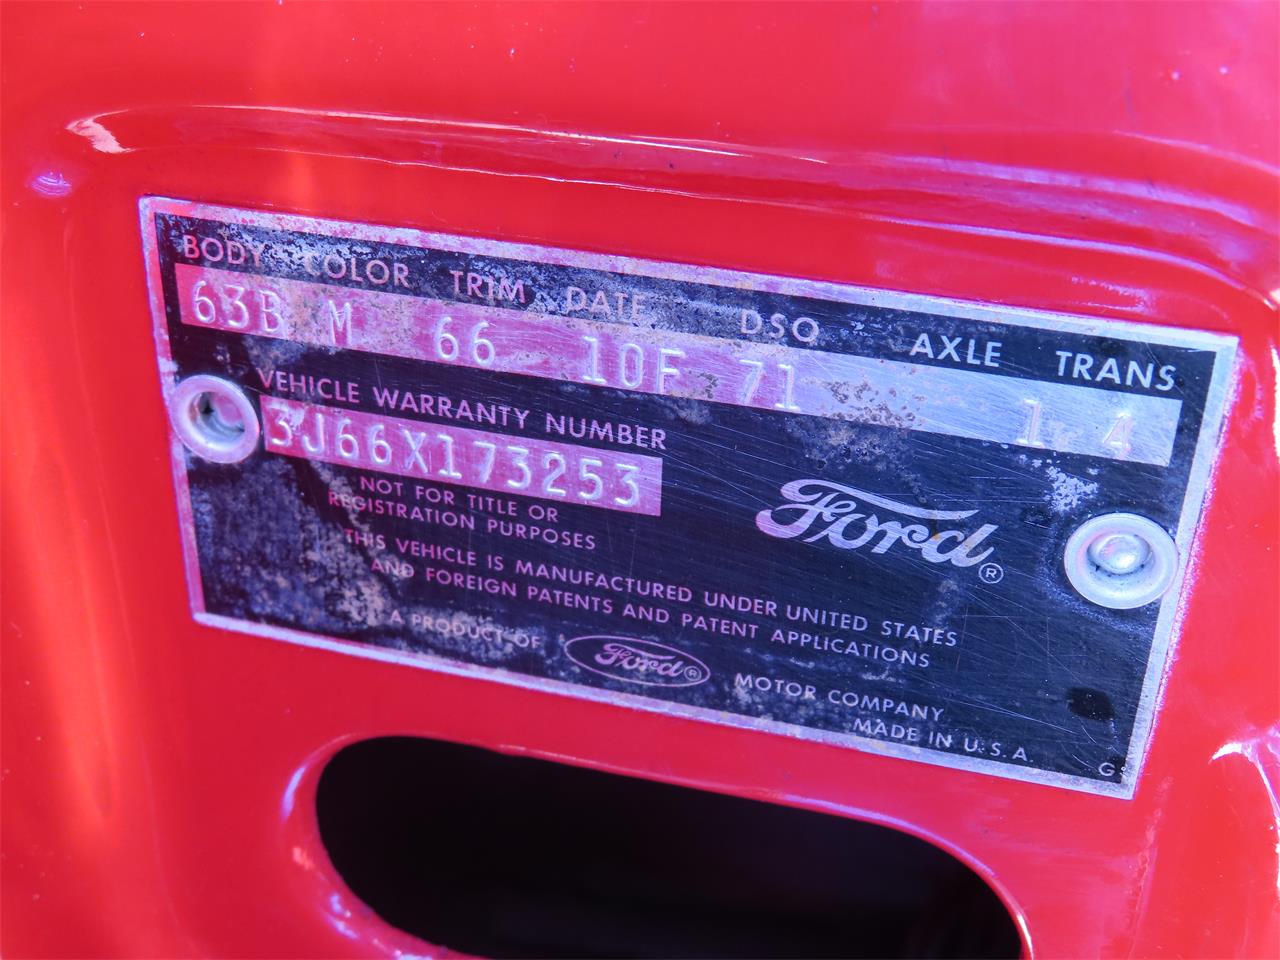 BODY COLOR TRIM DATE DSO AXLE TRANS
63B M 66 10F 71 1 4
VEHICLE WARRANTY NUMBER
3J66X173253
NOT FOR TITLE OR
REGISTRATION PURPOSES
Ford®
THIS VEHICLE IS MANUFACTURED UNDER UNITED STATES
AND FOREIGN PATENTS AND PATENT APPLICATIONS
A PRODUCT OF Ford® MOTOR COMPANY
MADE IN U.S.A.